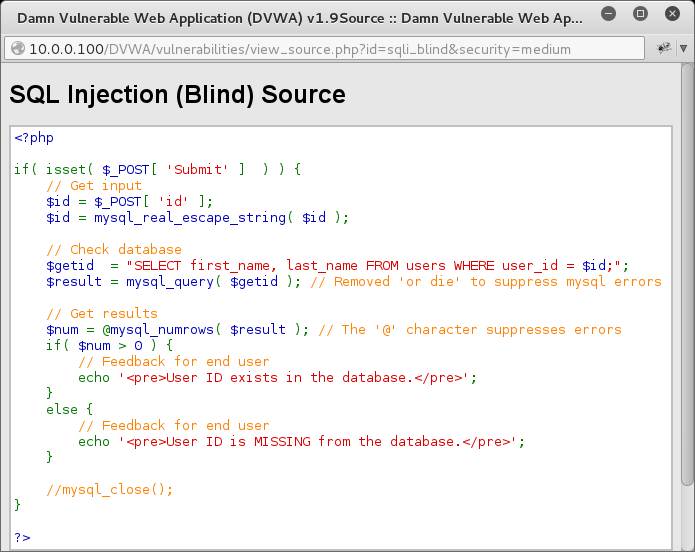 Damn Vulnerable Web Application (DVWA) v1.9Source :: Damn Vulnerable Web Ap...
10.0.0.100/DVWA/vulnerabilities/view_source.php?id=sqli_blind&security=medium
SQL Injection (Blind) Source
<?php
if( isset( $_POST[ 'Submit' ]  ) ) {
    // Get input
    $id = $_POST[ 'id' ];
    $id = mysql_real_escape_string( $id );
    // Check database
    $getid  = "SELECT first_name, last_name FROM users WHERE user_id = $id;";
    $result = mysql_query( $getid ); // Removed 'or die' to suppress mysql errors
    // Get results
    $num = @mysql_numrows( $result ); // The '@' character suppresses errors
    if( $num > 0 ) {
        // Feedback for end user
        echo '<pre>User ID exists in the database.</pre>';
    }
    else {
        // Feedback for end user
        echo '<pre>User ID is MISSING from the database.</pre>';
    }
    //mysql_close();
}
?>